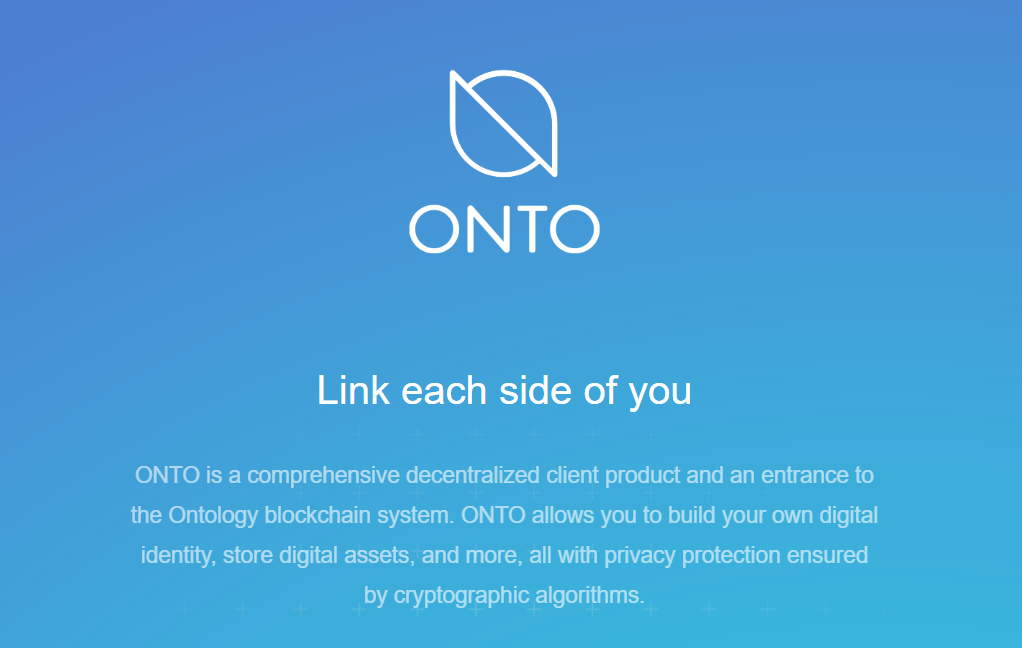 ONTO
Link each side of you
ONTO is a comprehensive decentralized client product and an entrance to
the Ontology blockchain system. ONTO allows you to build your own digital
identity, store digital assets, and more, all with privacy protection ensured
by cryptographic algorithms.